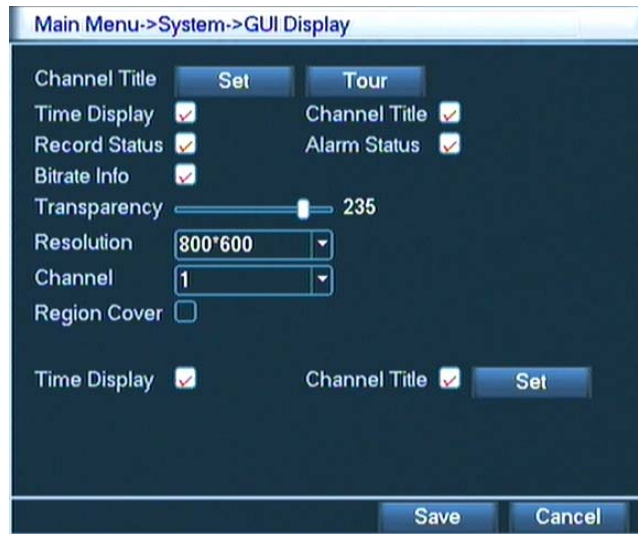 Main Menu->System->GUI Display
Channel Title Set Tour
Time Display Channel Title
Record Status Alarm Status
Bitrate Info
Transparency 235
Resolution 800*600
Channel 1
Region Cover
Time Display Channel Title Set
Save Cancel